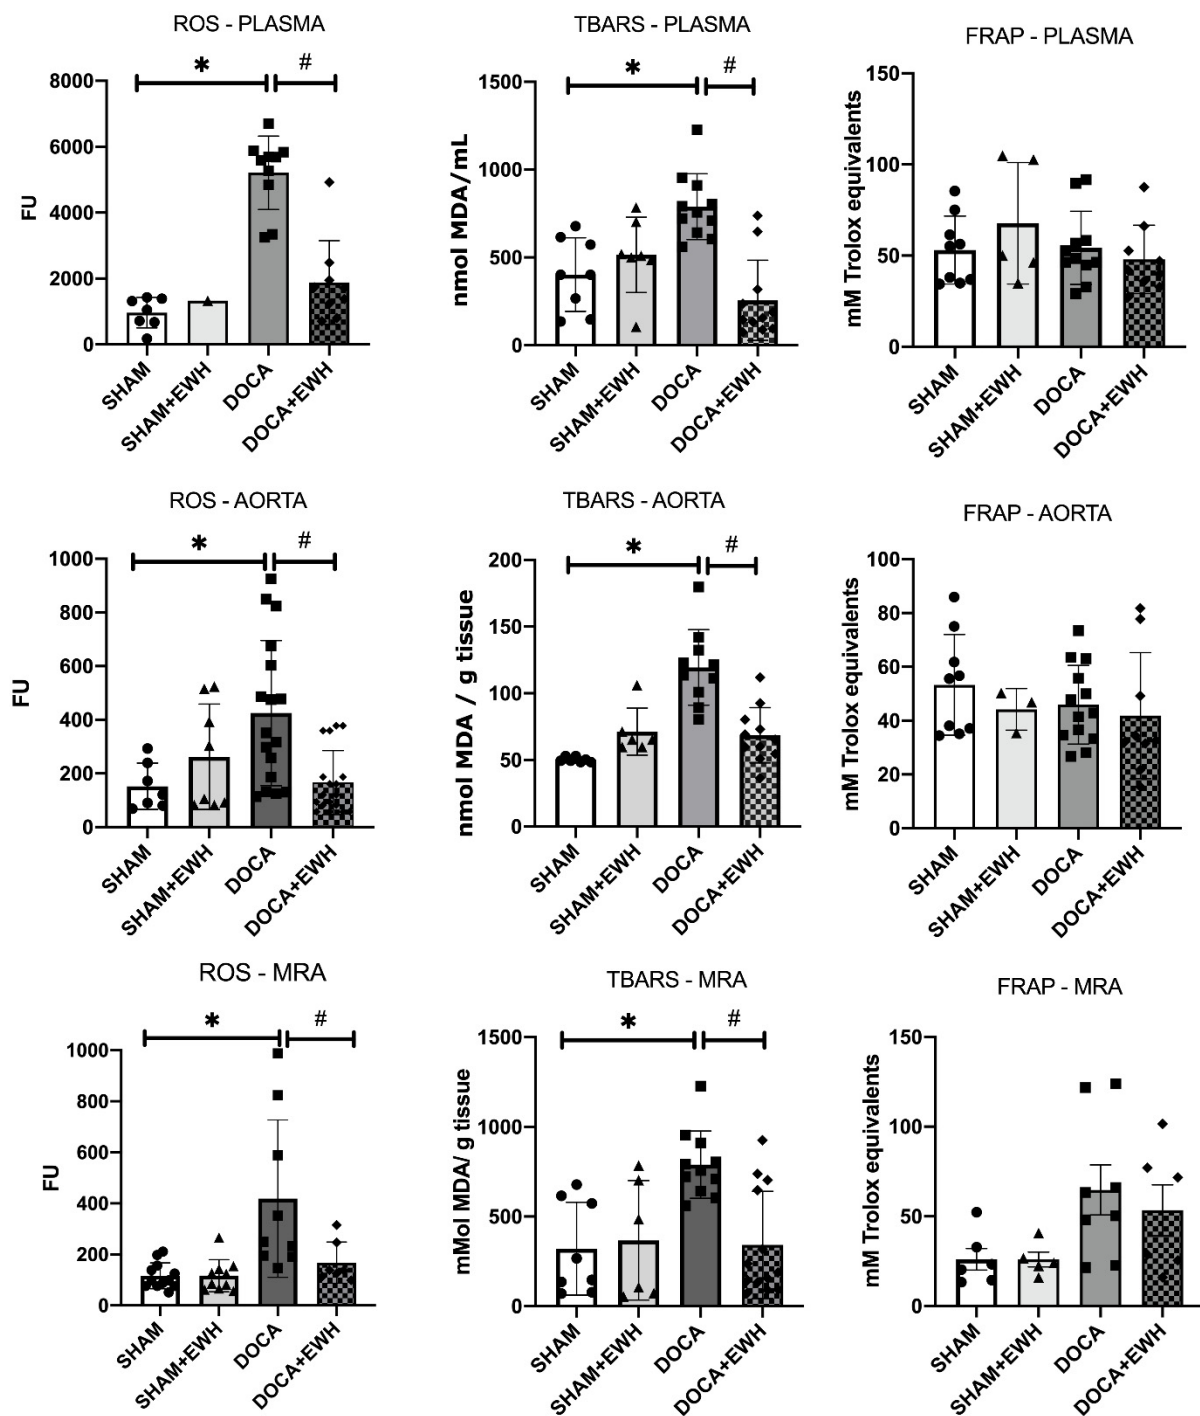 ROS - PLASMA
*
#
FU
8000
6000
4000
2000
0
SHAM
SHAM+EWH
DOCA
DOCA+EWH
TBARS - PLASMA
*
#
nmol MDA/mL
1500
1000
500
0
SHAM
SHAM+EWH
DOCA
DOCA+EWH
FRAP - PLASMA
mM Trolox equivalents
150
100
50
0
SHAM
SHAM+EWH
DOCA
DOCA+EWH
ROS - AORTA
*
#
FU
1000
800
600
400
200
0
SHAM
SHAM+EWH
DOCA
DOCA+EWH
TBARS - AORTA
*
#
nmol MDA / g tissue
200
150
100
50
0
SHAM
SHAM+EWH
DOCA
DOCA+EWH
FRAP - AORTA
mM Trolox equivalents
100
80
60
40
20
0
SHAM
SHAM+EWH
DOCA
DOCA+EWH
ROS - MRA
*
#
FU
1000
800
600
400
200
0
SHAM
SHAM+EWH
DOCA
DOCA+EWH
TBARS - MRA
*
#
mMol MDA/ g tissue
1500
1000
500
0
SHAM
SHAM+EWH
DOCA
DOCA+EWH
FRAP - MRA
mM Trolox equivalents
150
100
50
0
SHAM
SHAM+EWH
DOCA
DOCA+EWH